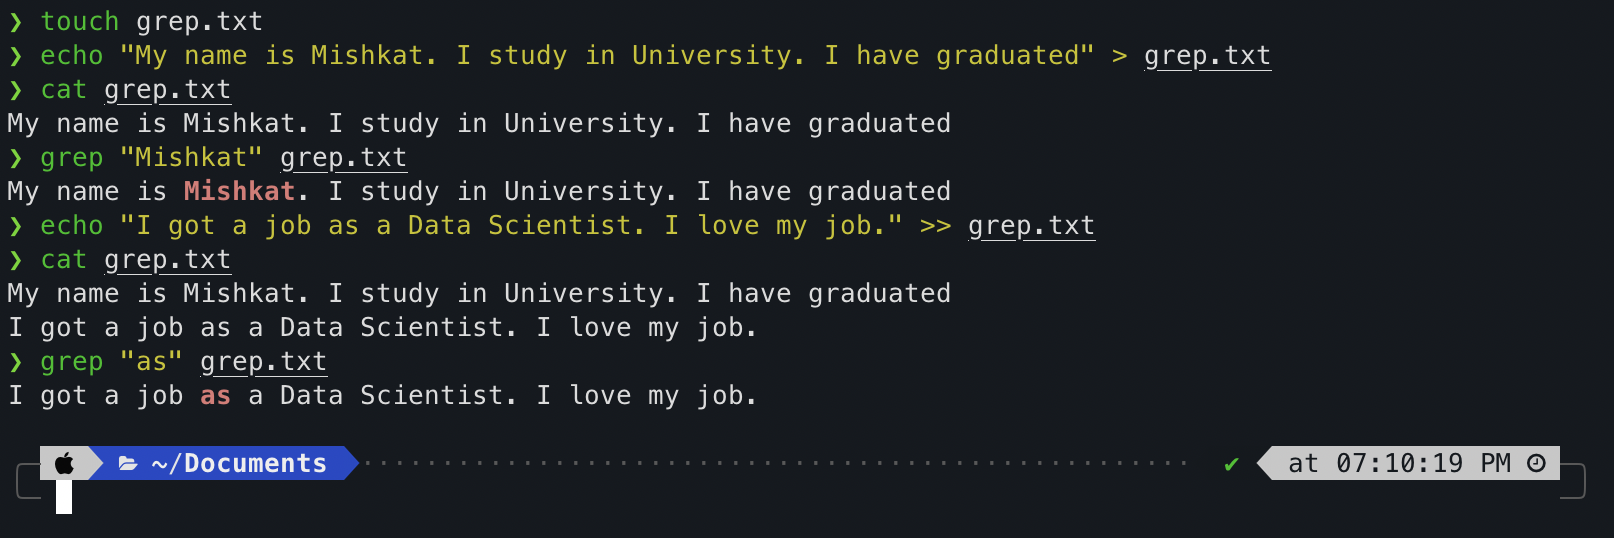 ❯ touch grep.txt
❯ echo "My name is Mishkat. I study in University. I have graduated" > grep.txt
❯ cat grep.txt
My name is Mishkat. I study in University. I have graduated
❯ grep "Mishkat" grep.txt
My name is Mishkat. I study in University. I have graduated
❯ echo "I got a job as a Data Scientist. I love my job." >> grep.txt
❯ cat grep.txt
My name is Mishkat. I study in University. I have graduated
I got a job as a Data Scientist. I love my job.
❯ grep "as" grep.txt
I got a job as a Data Scientist. I love my job.
~/Documents ✔ at 07:10:19 PM